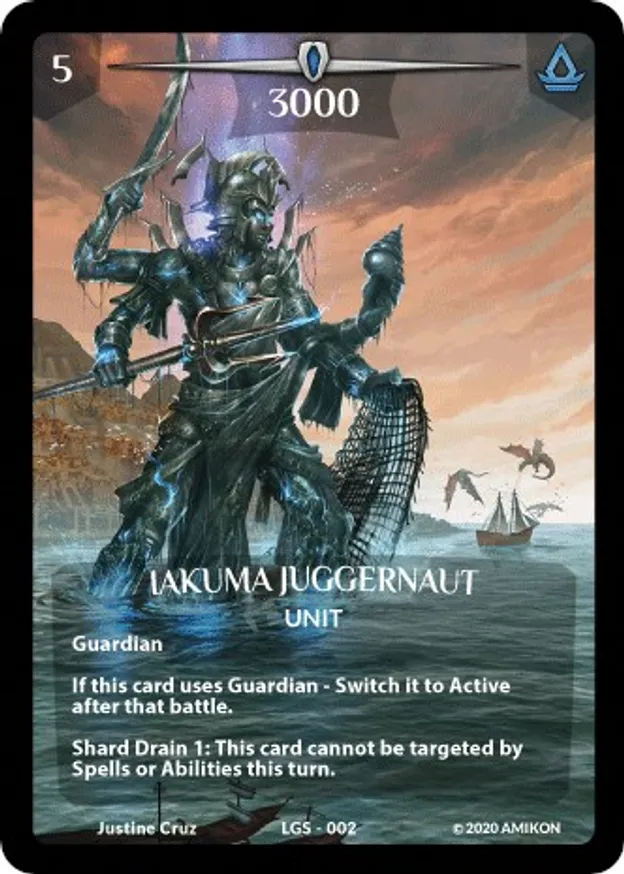 5
3000
IAKUMA JUGGERNAUT
UNIT
Guardian
If this card uses Guardian - Switch it to Active
after that battle.
Shard Drain 1: This card cannot be targeted by
Spells or Abilities this turn.
Justine Cruz LGS - 002 © 2020 AMIKON